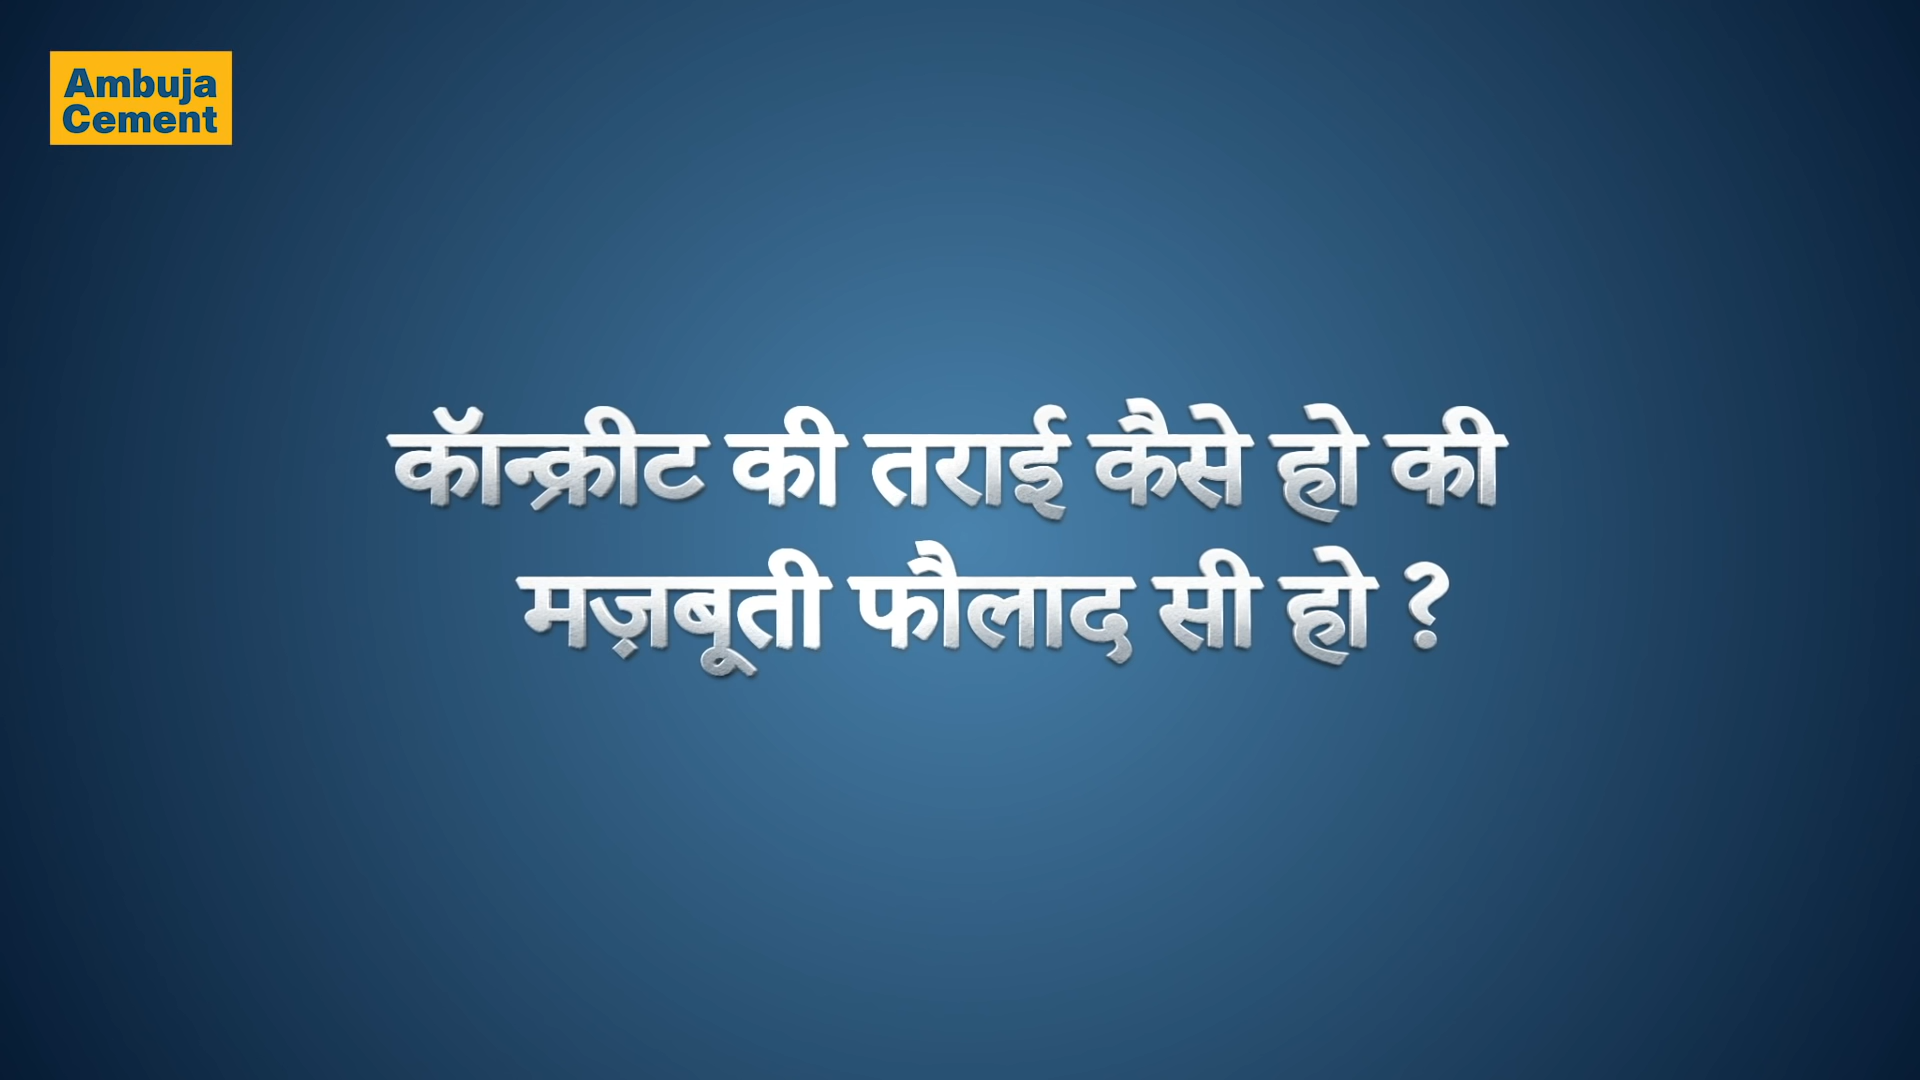 Ambuja
Cement
कॉन्क्रीट की तराई कैसे हो की
मज़बूती फौलाद सी हो ?